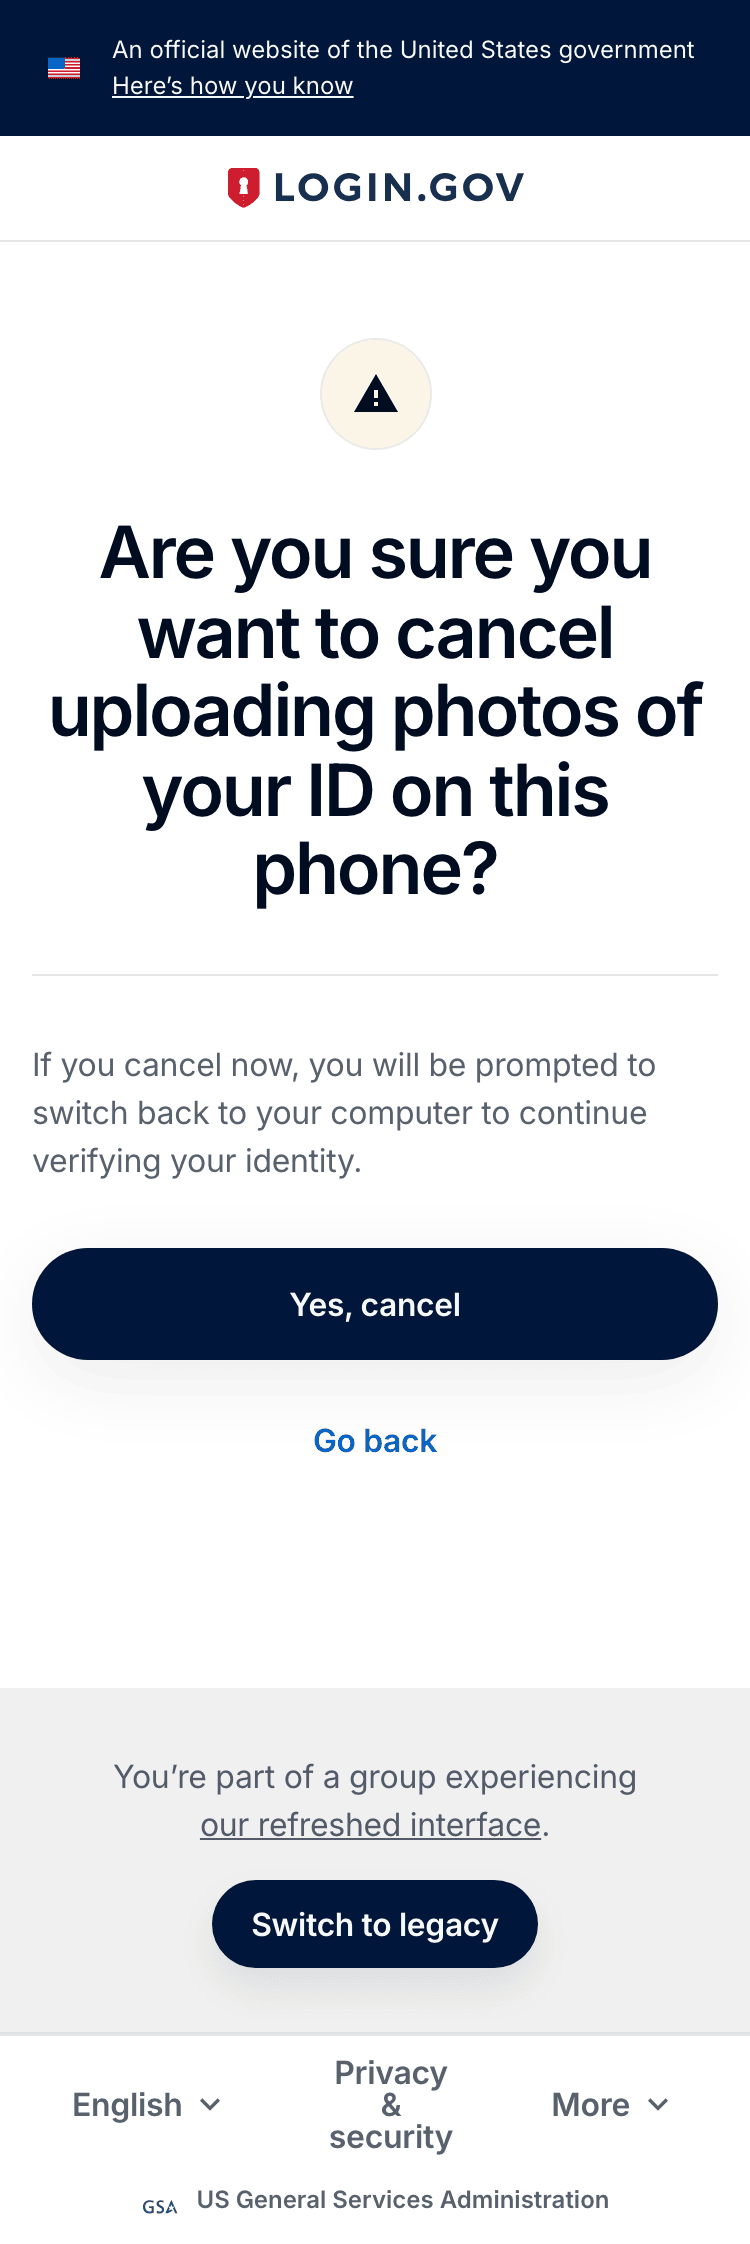 An official website of the United States government
Here’s how you know
LOGIN.GOV
Are you sure you
want to cancel
uploading photos of
your ID on this
phone?
If you cancel now, you will be prompted to
switch back to your computer to continue
verifying your identity.
Yes, cancel
Go back
You’re part of a group experiencing
our refreshed interface.
Switch to legacy
English
Privacy
&
security
More
GSA US General Services Administration